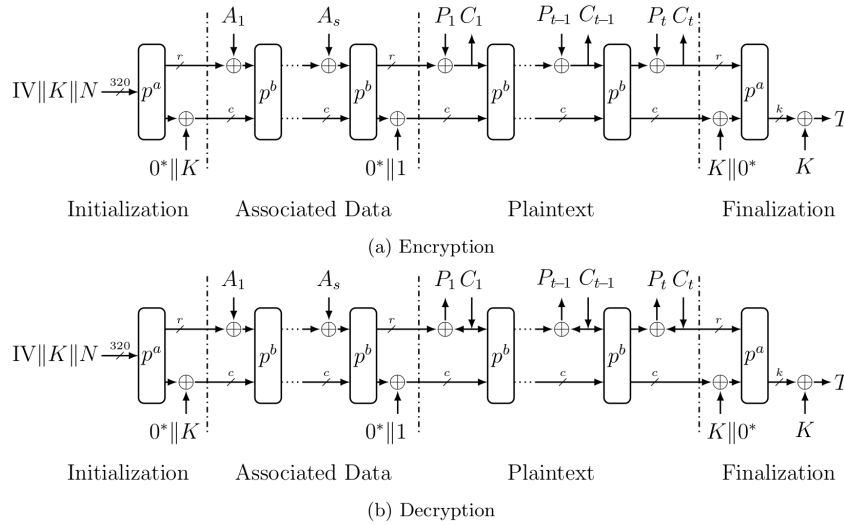 A₁ Aₛ P₁ C₁ Pₜ₋₁ Cₜ₋₁ Pₜ Cₜ
r r r r
IV‖K‖N 320 pᵃ pᵇ pᵇ pᵇ pᵇ pᵃ
c c c c c k T
0*‖K 0*‖1 K‖0* K
Initialization Associated Data Plaintext Finalization
(a) Encryption
A₁ Aₛ P₁ C₁ Pₜ₋₁ Cₜ₋₁ Pₜ Cₜ
r r r
IV‖K‖N 320 pᵃ pᵇ pᵇ pᵇ pᵇ pᵃ
c c c c c k T
0*‖K 0*‖1 K‖0* K
Initialization Associated Data Plaintext Finalization
(b) Decryption